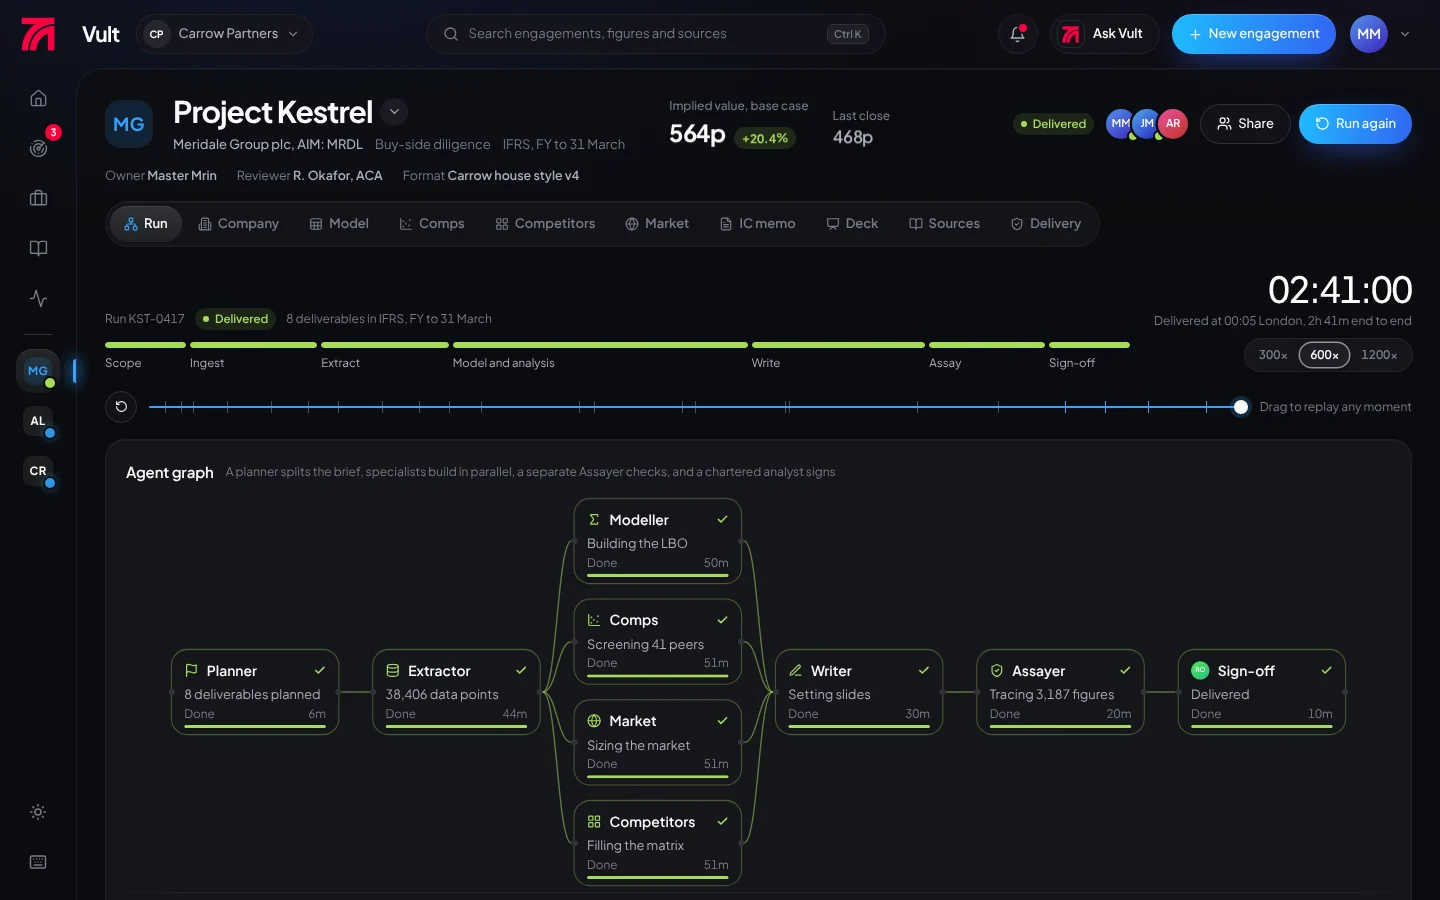 Vult
CP Carrow Partners
Search engagements, figures and sources
Ctrl K
Ask Vult
New engagement
MM
3
MG
AL
CR
MG
Project Kestrel
Meridale Group plc, AIM: MRDL Buy-side diligence IFRS, FY to 31 March
Implied value, base case
564p +20.4%
Last close
468p
Delivered
MM JM AR
Share
Run again
Owner Master Mrin Reviewer R. Okafor, ACA Format Carrow house style v4
Run Company Model Comps Competitors Market IC memo Deck Sources Delivery
02:41:00
Run KST-0417 Delivered 8 deliverables in IFRS, FY to 31 March
Delivered at 00:05 London, 2h 41m end to end
Scope Ingest Extract Model and analysis Write Assay Sign-off
300× 600× 1200×
Drag to replay any moment
Agent graph A planner splits the brief, specialists build in parallel, a separate Assayer checks, and a chartered analyst signs
Planner
8 deliverables planned
Done 6m
Extractor
38,406 data points
Done 44m
Modeller
Building the LBO
Done 50m
Comps
Screening 41 peers
Done 51m
Market
Sizing the market
Done 51m
Competitors
Filling the matrix
Done 51m
Writer
Setting slides
Done 30m
Assayer
Tracing 3,187 figures
Done 20m
RO Sign-off
Delivered
Done 10m